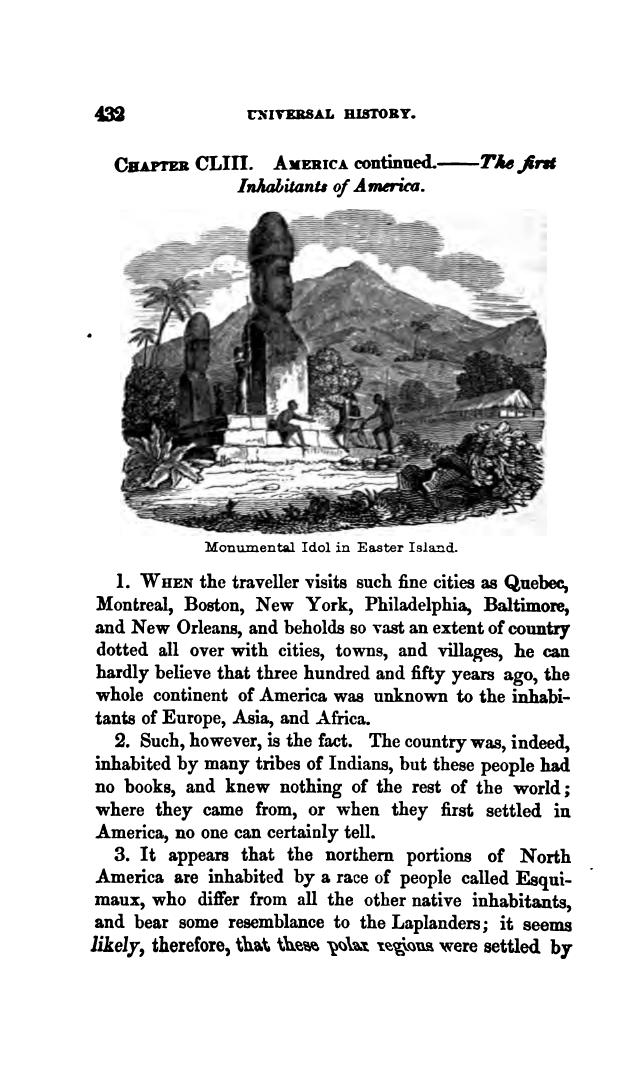 432 UNIVERSAL HISTORY.
CHAPTER CLIII. AMERICA continued.——The first
Inhabitants of America.
Monumental Idol in Easter Island.
1. WHEN the traveller visits such fine cities as Quebec,
Montreal, Boston, New York, Philadelphia, Baltimore,
and New Orleans, and beholds so vast an extent of country
dotted all over with cities, towns, and villages, he can
hardly believe that three hundred and fifty years ago, the
whole continent of America was unknown to the inhabi-
tants of Europe, Asia, and Africa.
2. Such, however, is the fact. The country was, indeed,
inhabited by many tribes of Indians, but these people had
no books, and knew nothing of the rest of the world;
where they came from, or when they first settled in
America, no one can certainly tell.
3. It appears that the northern portions of North
America are inhabited by a race of people called Esqui-
maux, who differ from all the other native inhabitants,
and bear some resemblance to the Laplanders; it seems
likely, therefore, that these polar regions were settled by